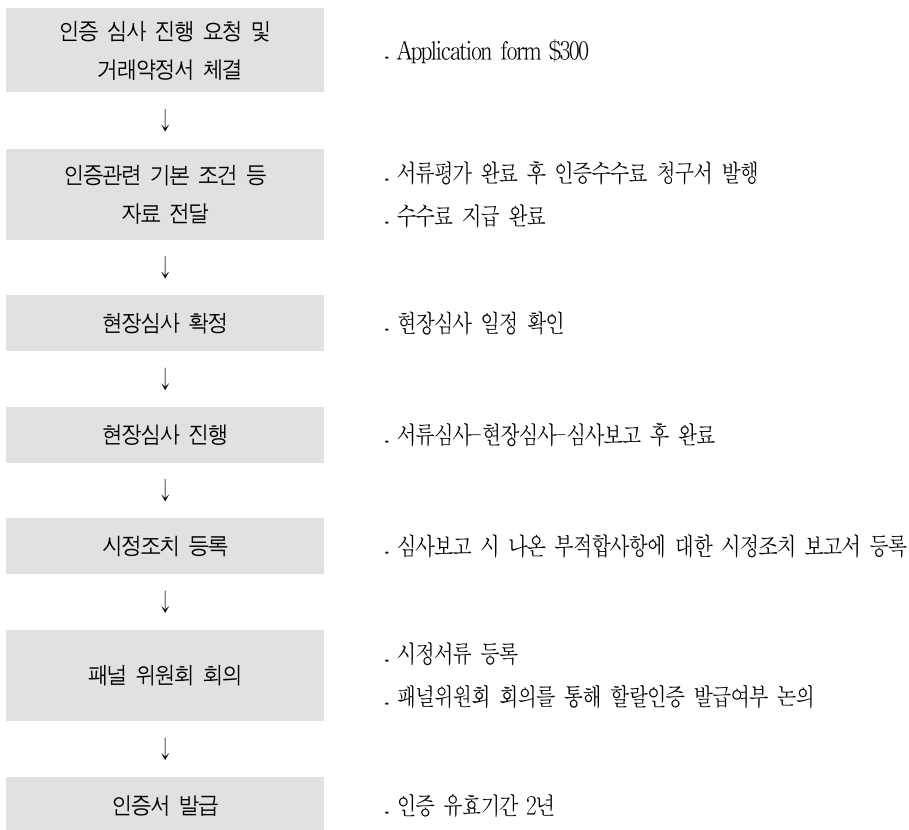 인증 심사 진행 요청 및
거래약정서 체결
. Application form $300
↓
인증관련 기본 조건 등
자료 전달
. 서류평가 완료 후 인증수수료 청구서 발행
. 수수료 지급 완료
↓
현장심사 확정
. 현장심사 일정 확인
↓
현장심사 진행
. 서류심사-현장심사-심사보고 후 완료
↓
시정조치 등록
. 심사보고 시 나온 부적합사항에 대한 시정조치 보고서 등록
↓
패널 위원회 회의
. 시정서류 등록
. 패널위원회 회의를 통해 할랄인증 발급여부 논의
↓
인증서 발급
. 인증 유효기간 2년